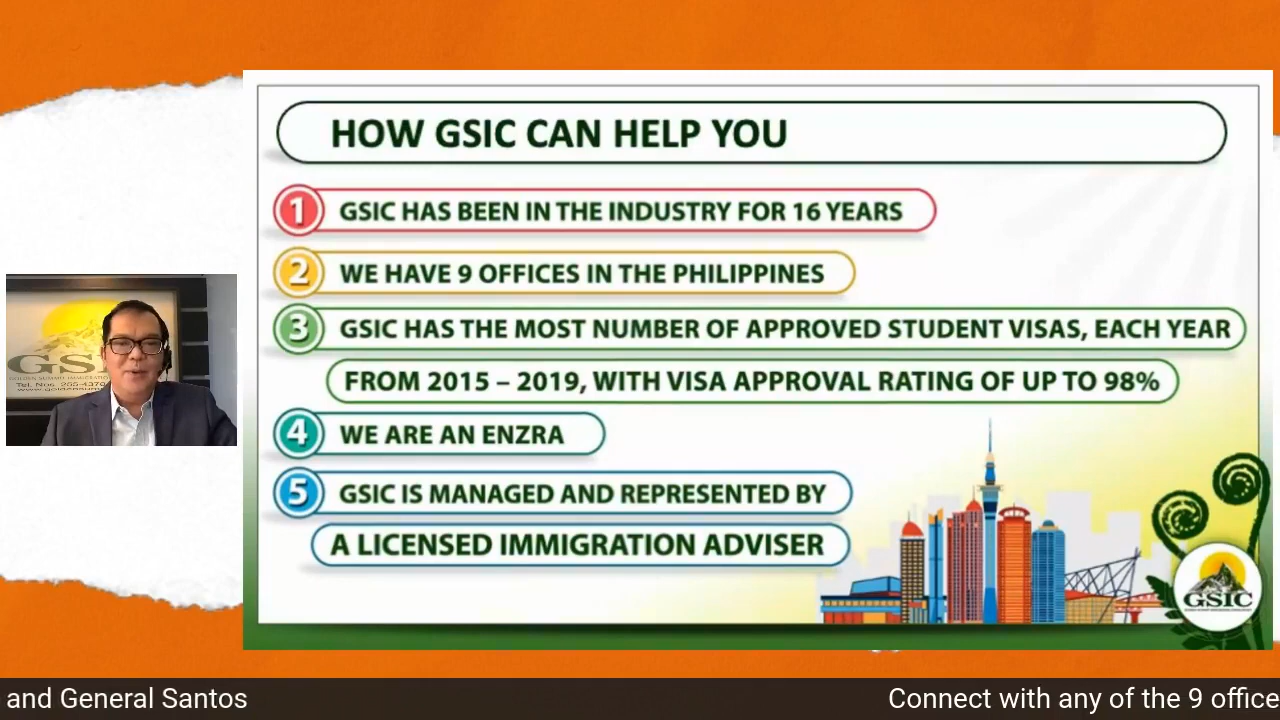 HOW GSIC CAN HELP YOU
1 GSIC HAS BEEN IN THE INDUSTRY FOR 16 YEARS
2 WE HAVE 9 OFFICES IN THE PHILIPPINES
3 GSIC HAS THE MOST NUMBER OF APPROVED STUDENT VISAS, EACH YEAR
FROM 2015 – 2019, WITH VISA APPROVAL RATING OF UP TO 98%
4 WE ARE AN ENZRA
5 GSIC IS MANAGED AND REPRESENTED BY
A LICENSED IMMIGRATION ADVISER
GSIC
GS
Tel. Nos.
and General Santos
Connect with any of the 9 office